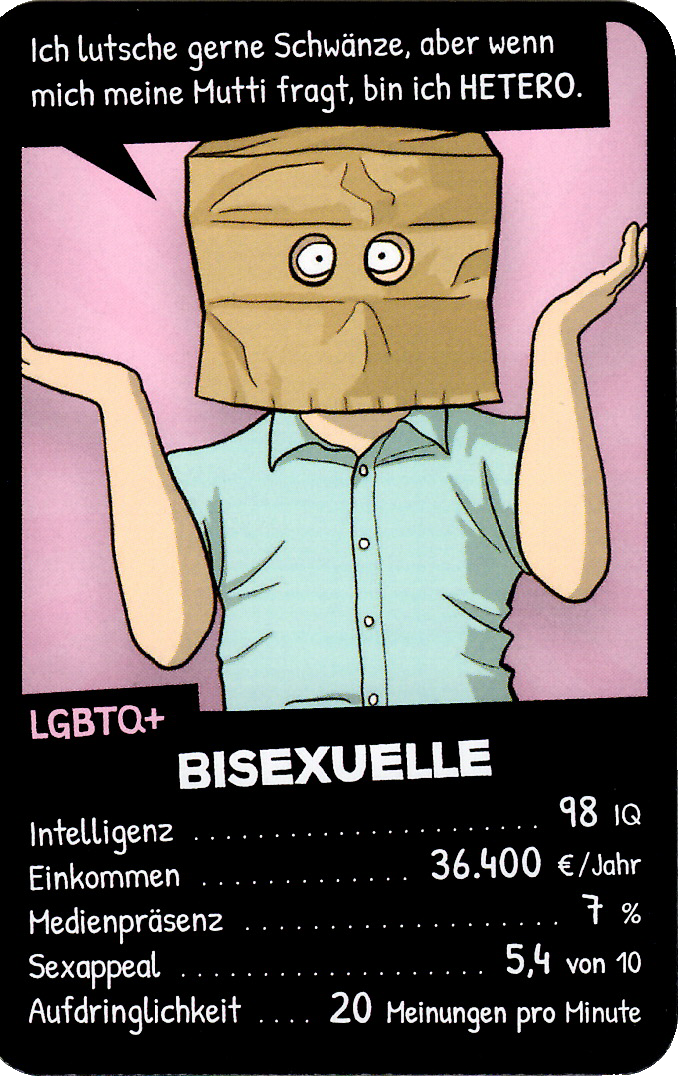 Ich lutsche gerne Schwänze, aber wenn
mich meine Mutti fragt, bin ich HETERO.
LGBTQ+
BISEXUELLE
Intelligenz ........................ 98 IQ
Einkommen ............. 36.400 €/Jahr
Medienpräsenz .................... 7 %
Sexappeal .................... 5,4 von 10
Aufdringlichkeit .... 20 Meinungen pro Minute